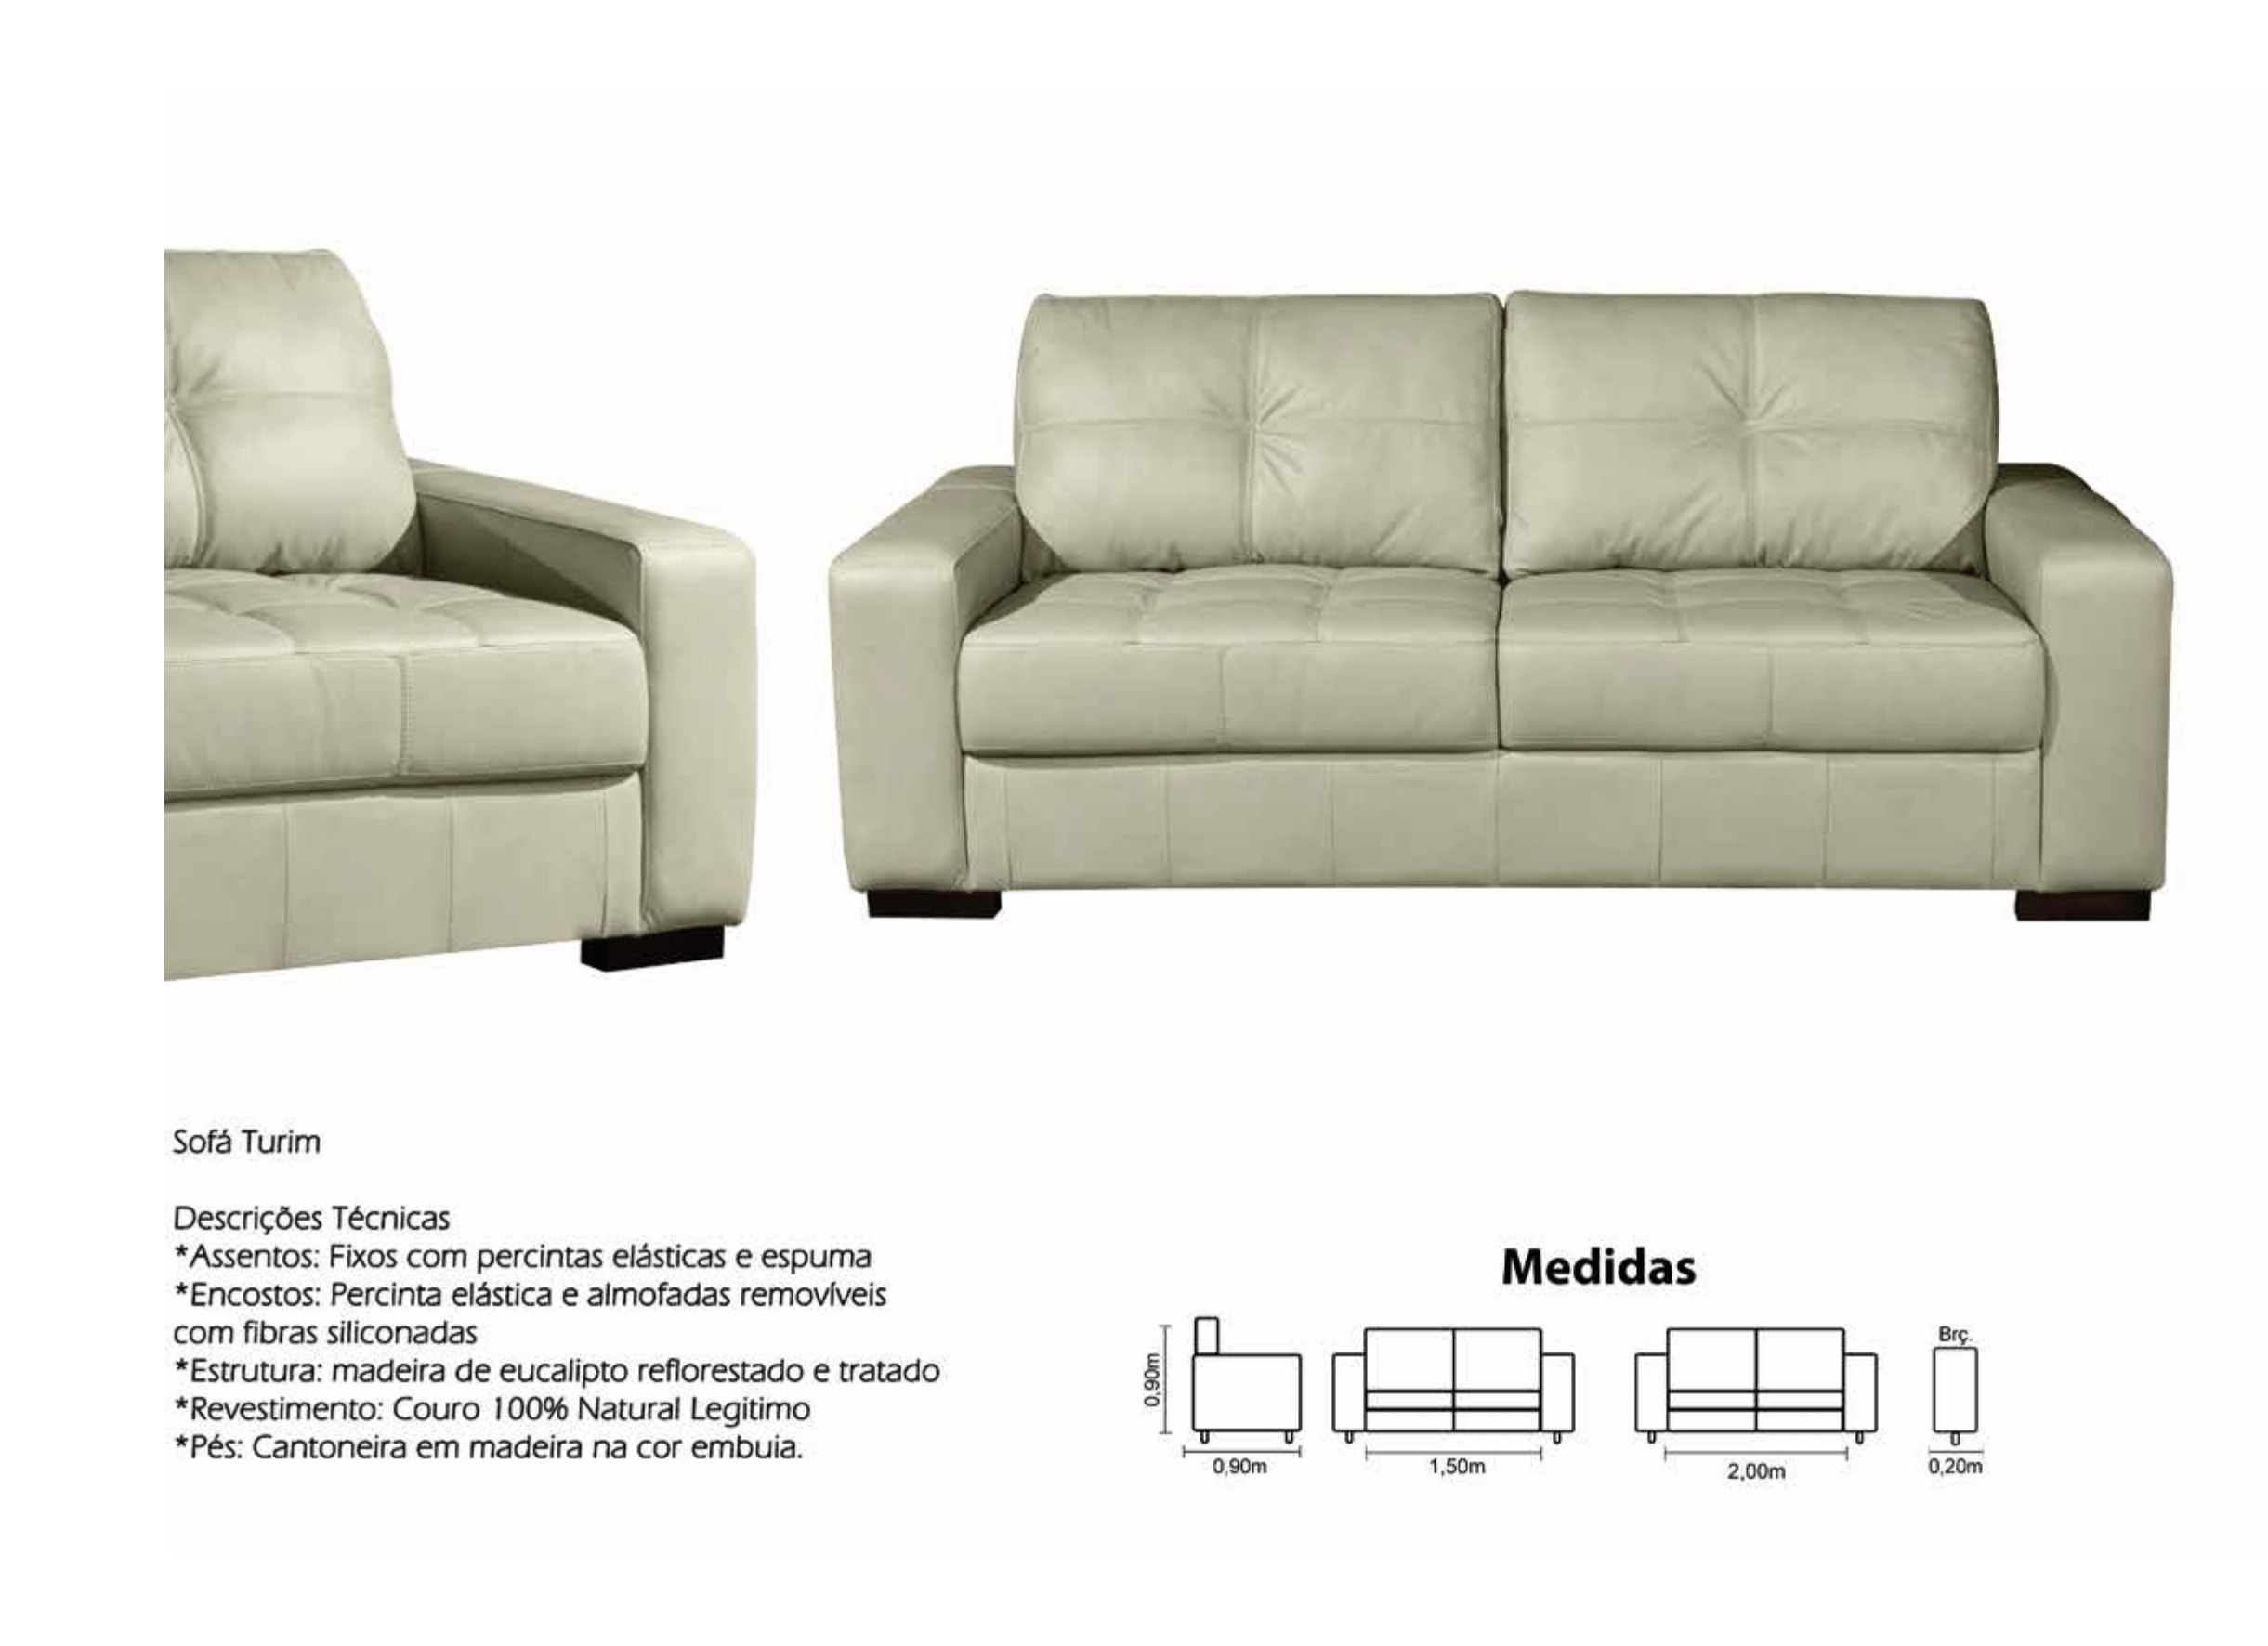 Sofá Turim
Descrições Técnicas
*Assentos: Fixos com percintas elásticas e espuma
*Encostos: Percinta elástica e almofadas removíveis
com fibras siliconadas
*Estrutura: madeira de eucalipto reflorestado e tratado
*Revestimento: Couro 100% Natural Legitimo
*Pés: Cantoneira em madeira na cor embuia.
Medidas
Brç.
0,90m
0,90m
1,50m
2,00m
0,20m